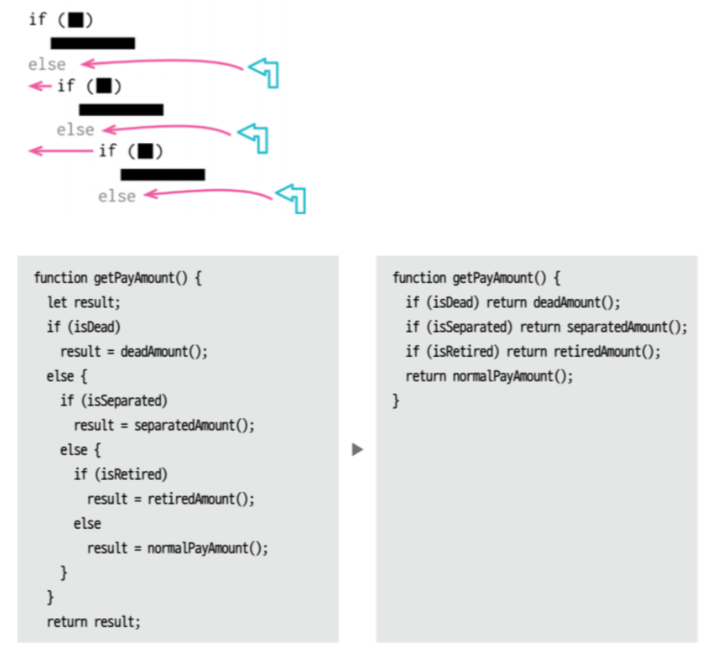 if (■)
else
if (■)
else
if (■)
else
function getPayAmount() {
let result;
if (isDead)
result = deadAmount();
else {
if (isSeparated)
result = separatedAmount();
else {
if (isRetired)
result = retiredAmount();
else
result = normalPayAmount();
}
}
return result;
function getPayAmount() {
if (isDead) return deadAmount();
if (isSeparated) return separatedAmount();
if (isRetired) return retiredAmount();
return normalPayAmount();
}